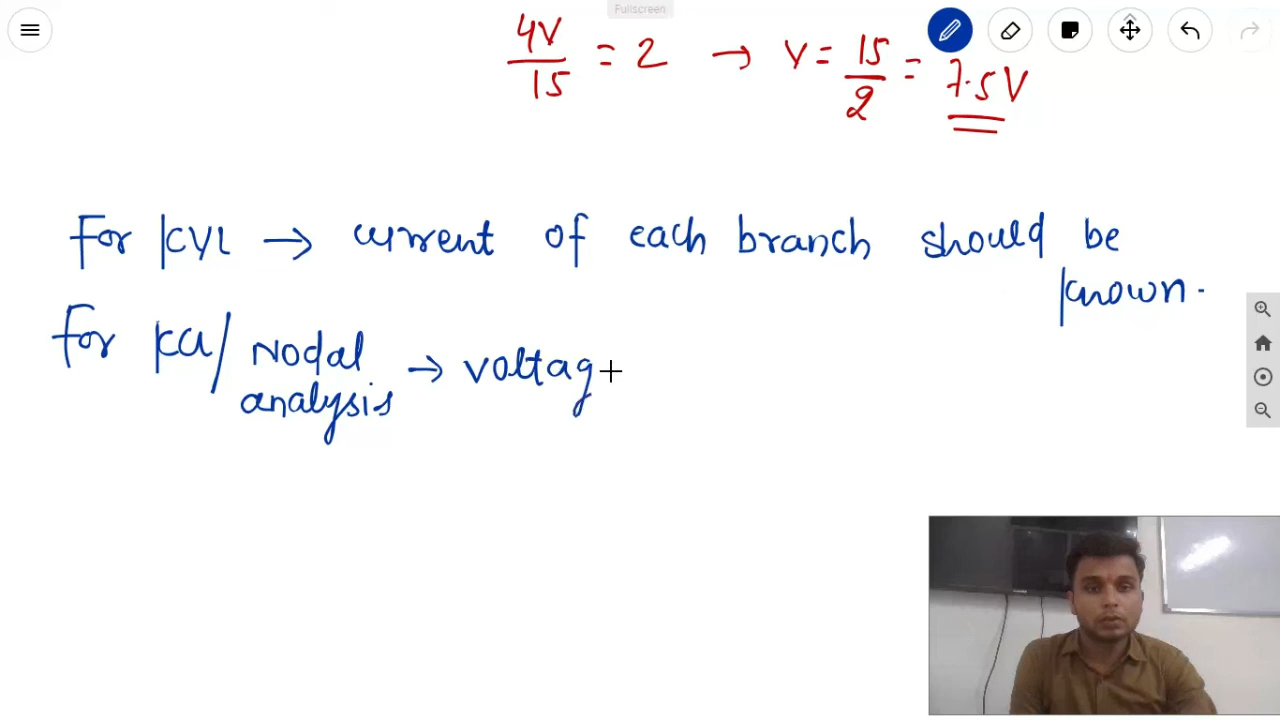 Fullscreen
4V/15 = 2 → V = 15/2 = 7.5V
For KVL → current of each branch should be
known.
For KCL/ Nodal analysis → voltag